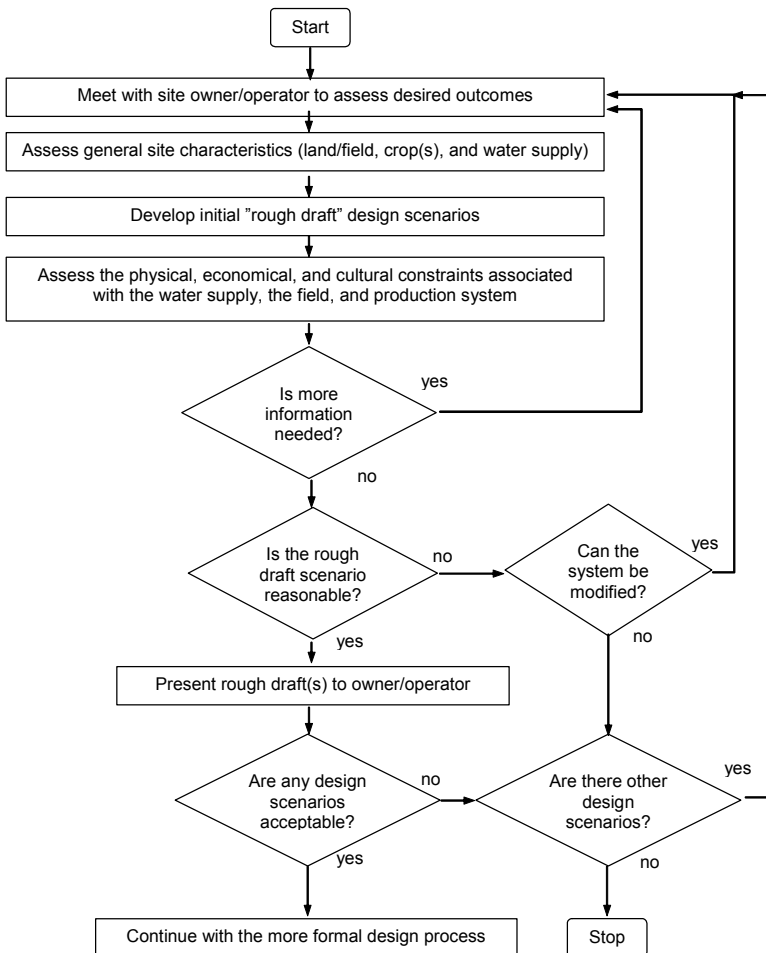 Start
Meet with site owner/operator to assess desired outcomes
Assess general site characteristics (land/field, crop(s), and water supply)
Develop initial ”rough draft” design scenarios
Assess the physical, economical, and cultural constraints associated
with the water supply, the field, and production system
Is more
information
needed?
yes
no
Is the rough
draft scenario
reasonable?
no
yes
Can the
system be
modified?
yes
no
Present rough draft(s) to owner/operator
Are any design
scenarios
acceptable?
no
yes
Are there other
design
scenarios?
yes
no
Continue with the more formal design process
Stop